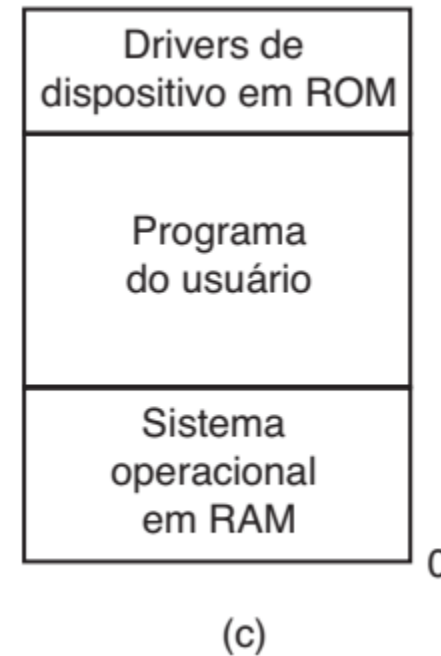 Drivers de
dispositivo em ROM
Programa
do usuário
Sistema
operacional
em RAM
0
(c)